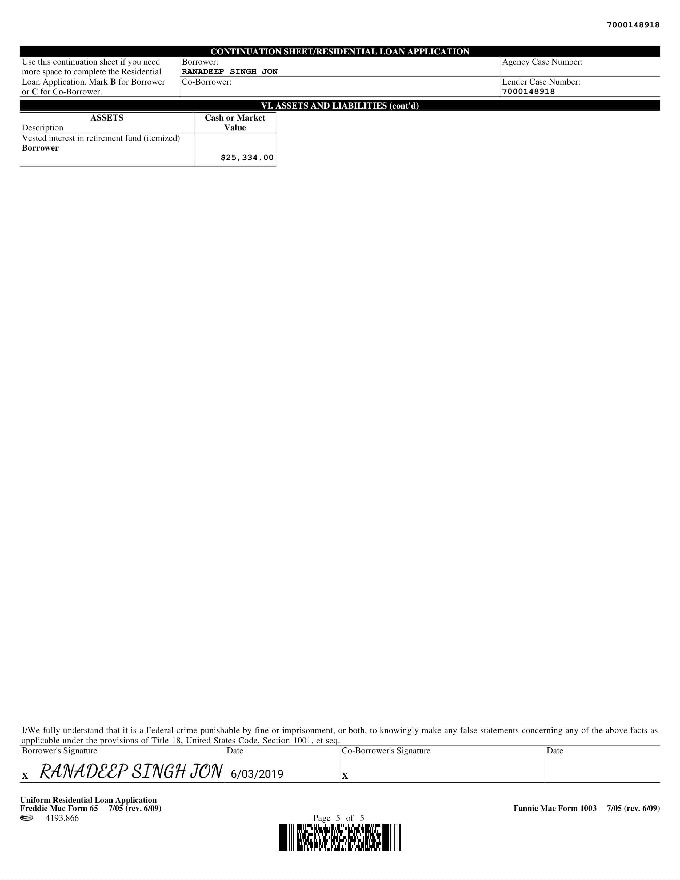 7000148918
CONTINUATION SHEET/RESIDENTIAL LOAN APPLICATION
Use this continuation sheet if you need
more space to complete the Residential
Loan Application. Mark B for Borrower
or C for Co-Borrower.
Borrower:
RANADEEP SINGH JON
Co-Borrower:
Agency Case Number:
Lender Case Number:
7000148918
VI. ASSETS AND LIABILITIES (cont'd)
ASSETS
Description
Cash or Market
Value
Vested interest in retirement fund (itemized)
Borrower
$25,334.00
I/We fully understand that it is a Federal crime punishable by fine or imprisonment, or both, to knowingly make any false statements concerning any of the above facts as
applicable under the provisions of Title 18, United States Code, Section 1001, et seq.
Borrower's Signature Date Co-Borrower's Signature Date
X RANADEEP SINGH JON 6/03/2019 X
Uniform Residential Loan Application
Freddie Mac Form 65 7/05 (rev. 6/09) Fannie Mae Form 1003 7/05 (rev. 6/09)
4193.866 Page 5 of 5